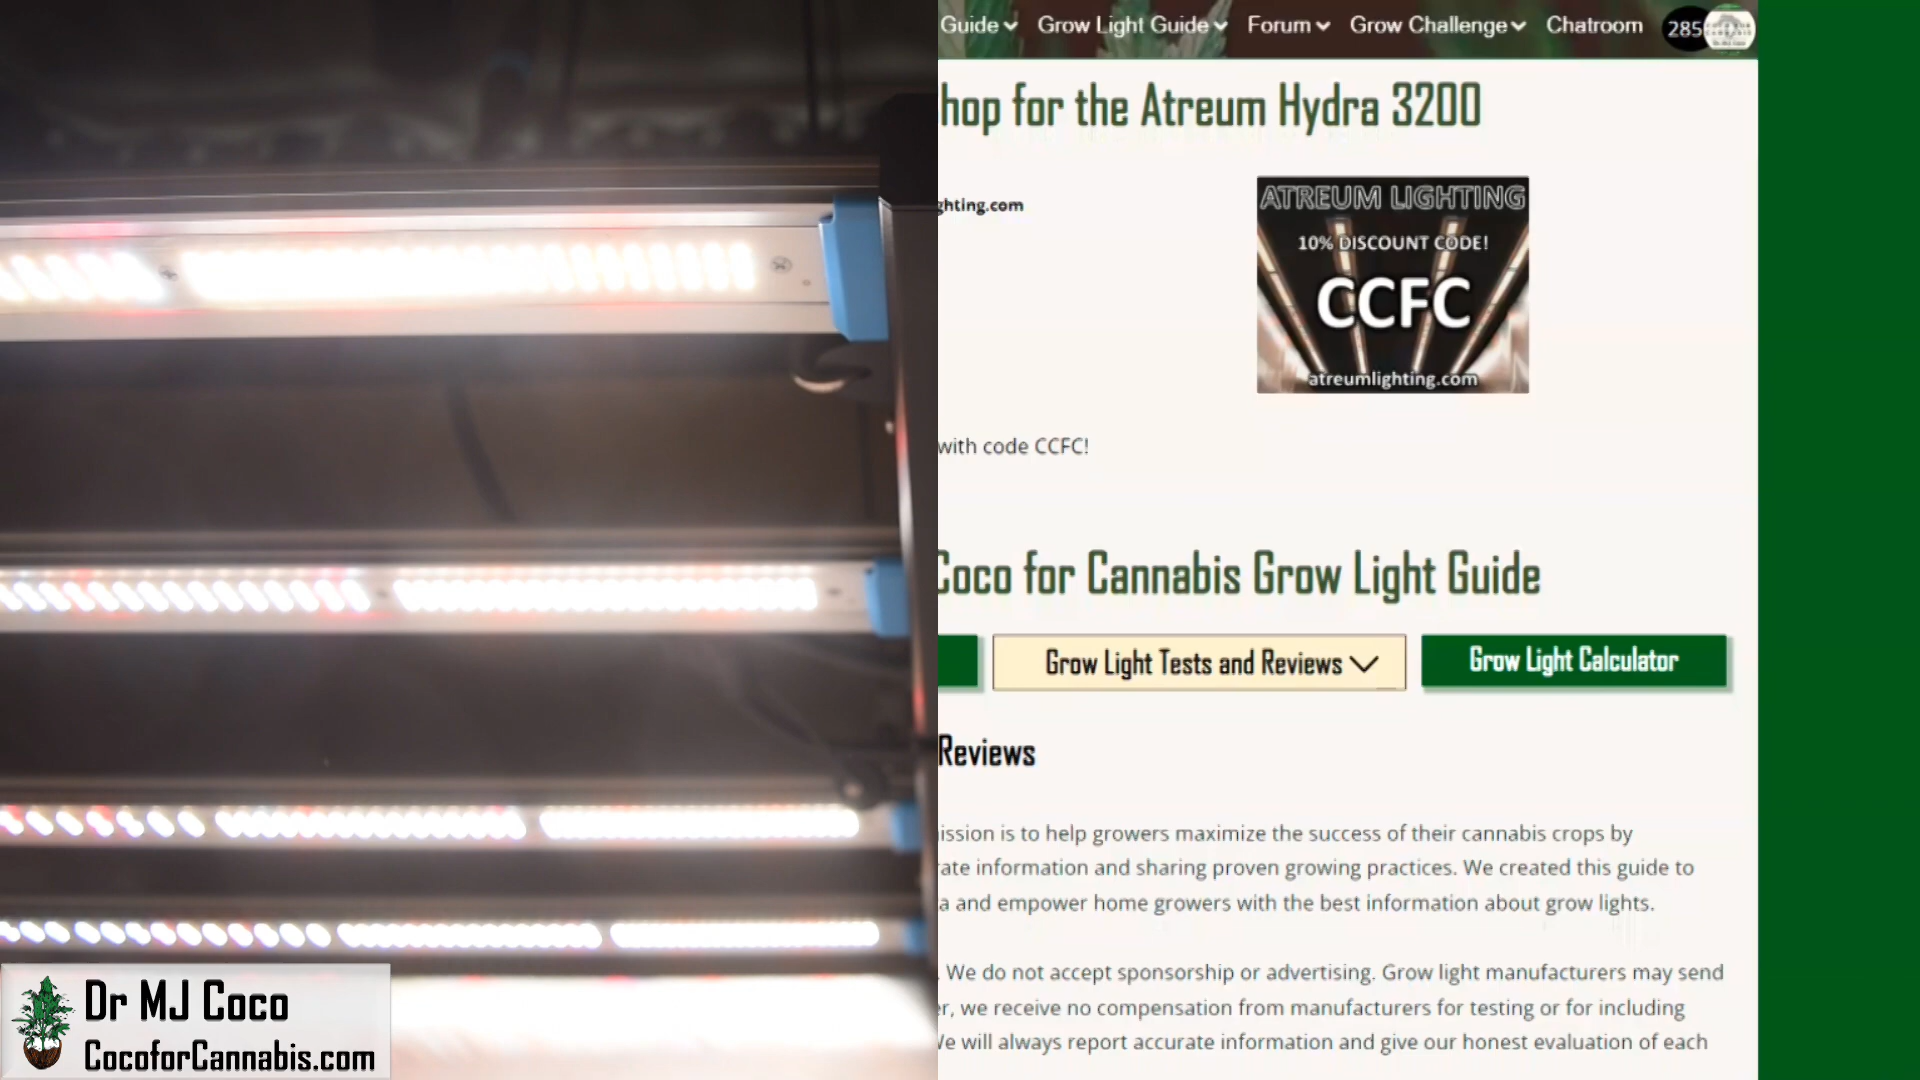 Guide
Grow Light Guide
Forum
Grow Challenge
Chatroom
285
hop for the Atreum Hydra 3200
ghting.com
ATREUM LIGHTING
10% DISCOUNT CODE!
CCFC
atreumlighting.com
with code CCFC!
Coco for Cannabis Grow Light Guide
Grow Light Tests and Reviews
Grow Light Calculator
Reviews
ission is to help growers maximize the success of their cannabis crops by
rate information and sharing proven growing practices. We created this guide to
a and empower home growers with the best information about grow lights.
. We do not accept sponsorship or advertising. Grow light manufacturers may send
er, we receive no compensation from manufacturers for testing or for including
We will always report accurate information and give our honest evaluation of each
Dr MJ Coco
CocoforCannabis.com